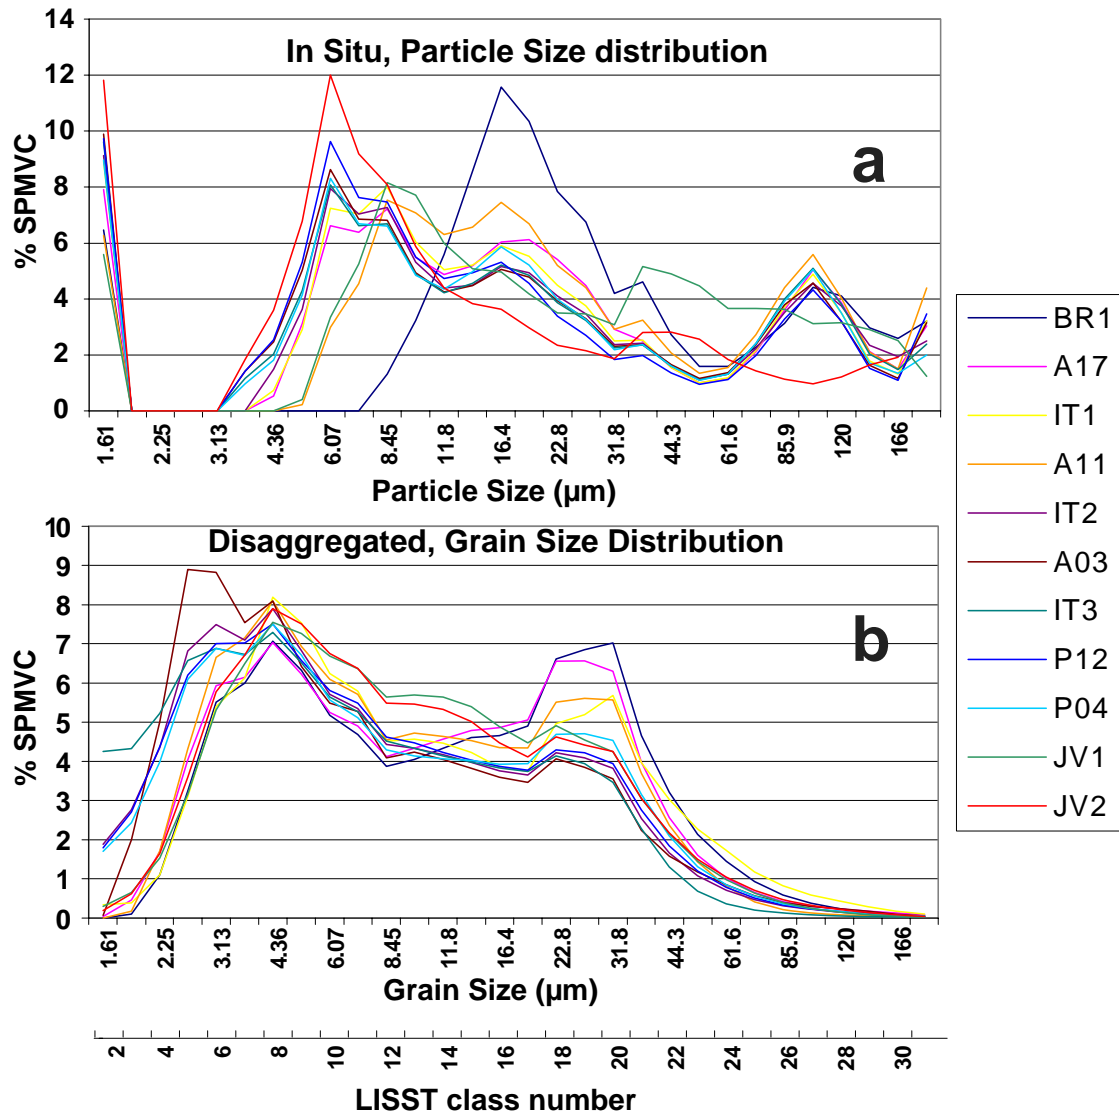 14
12
10
8
6
4
2
0
% SPMVC
In Situ, Particle Size distribution
a
1.61 2.25 3.13 4.36 6.07 8.45 11.8 16.4 22.8 31.8 44.3 61.6 85.9 120 166
Particle Size (µm)
10
9
8
7
6
5
4
3
2
1
0
% SPMVC
Disaggregated, Grain Size Distribution
b
1.61 2.25 3.13 4.36 6.07 8.45 11.8 16.4 22.8 31.8 44.3 61.6 85.9 120 166
Grain Size (µm)
2 4 6 8 10 12 14 16 18 20 22 24 26 28 30
LISST class number
BR1
A17
IT1
A11
IT2
A03
IT3
P12
P04
JV1
JV2